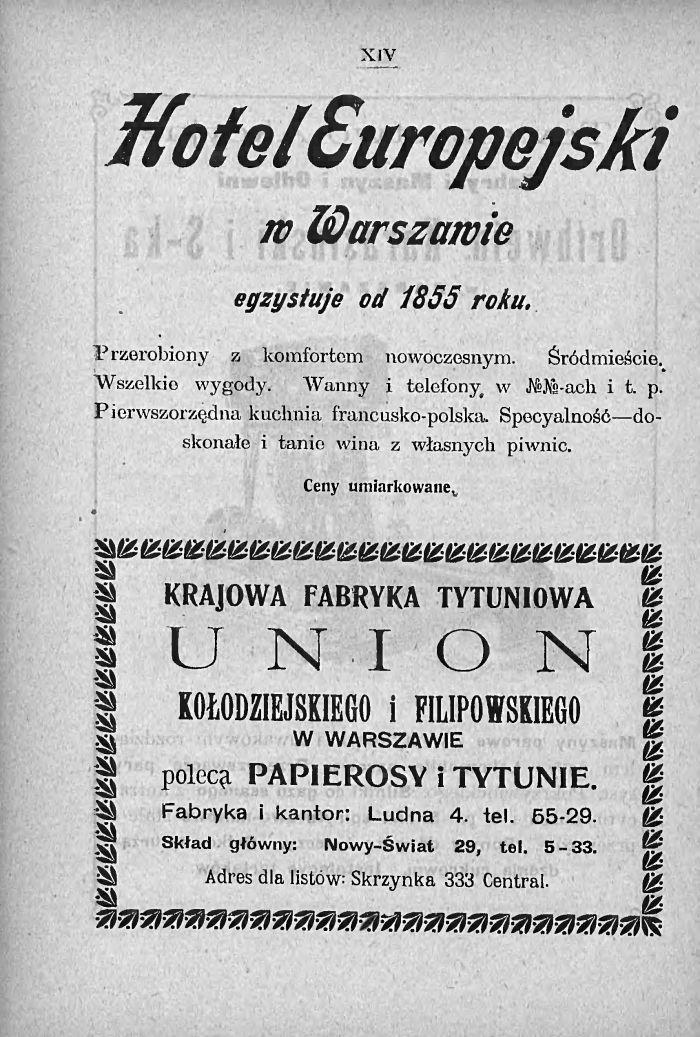 XIV
Hotel Europejski
w Warszawie
egzystuje od 1855 roku.
Przerobiony z komfortem nowoczesnym. Śródmieście.
Wszelkie wygody. Wanny i telefony w №№-ach i t. p.
Pierwszorzędna kuchnia francusko-polska. Specyalność—do-
skonałe i tanie wina z własnych piwnic.
Ceny umiarkowane.
KRAJOWA FABRYKA TYTUNIOWA
UNION
KOŁODZIEJSKIEGO i FILIPOWSKIEGO
W WARSZAWIE
polecą PAPIEROSY i TYTUNIE.
Fabryka i kantor: Ludna 4. tel. 55-29.
Skład główny: Nowy-Świat 29, tel. 5-33.
Adres dla listów: Skrzynka 333 Central.